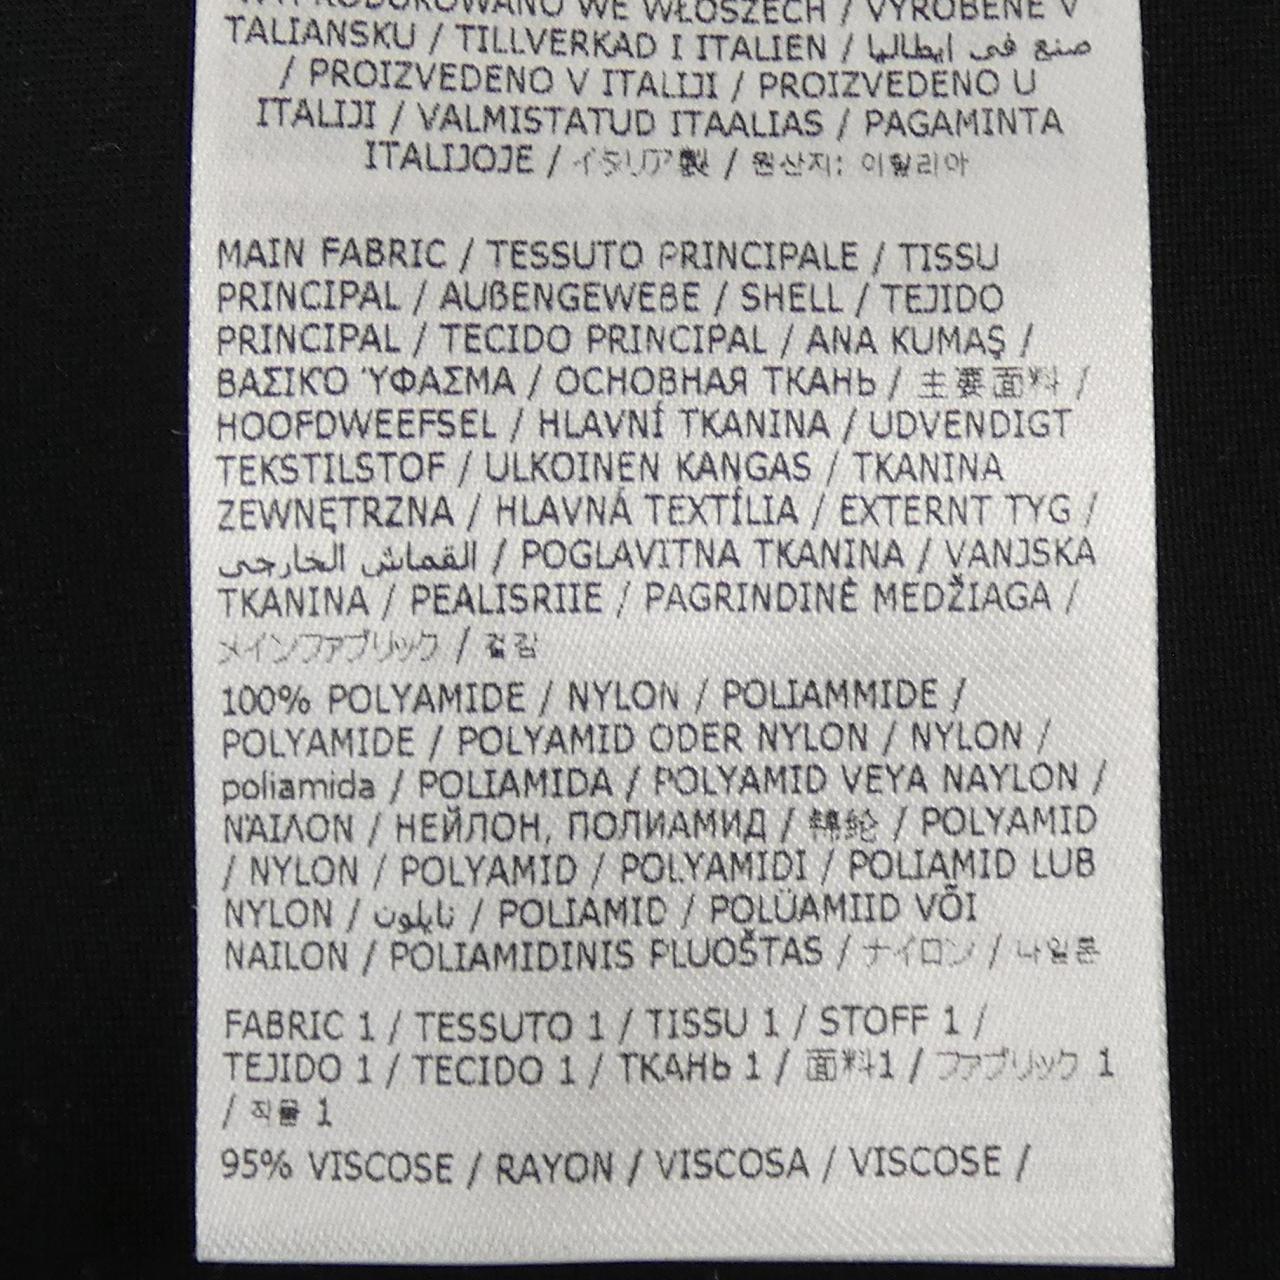 WYPRODUKOWANO WE WŁOSZECH / VYROBENÉ V
TALIANSKU / TILLVERKAD I ITALIEN / صنع في ايطاليا
/ PROIZVEDENO V ITALIJI / PROIZVEDENO U
ITALIJI / VALMISTATUD ITAALIAS / PAGAMINTA
ITALIJOJE / イタリア製 / 원산지: 이탈리아
MAIN FABRIC / TESSUTO PRINCIPALE / TISSU
PRINCIPAL / AUßENGEWEBE / SHELL / TEJIDO
PRINCIPAL / TECIDO PRINCIPAL / ANA KUMAŞ /
ΒΑΣΙΚΌ ΎΦΑΣΜΑ / ОСНОВНАЯ ТКАНЬ / 主要面料 /
HOOFDWEEFSEL / HLAVNÍ TKANINA / UDVENDIGT
TEKSTILSTOF / ULKOINEN KANGAS / TKANINA
ZEWNĘTRZNA / HLAVNÁ TEXTÍLIA / EXTERNT TYG /
القماش الخارجي / POGLAVITNA TKANINA / VANJSKA
TKANINA / PEALISRIIE / PAGRINDINĖ MEDŽIAGA /
メインファブリック / 겉감
100% POLYAMIDE / NYLON / POLIAMMIDE /
POLYAMIDE / POLYAMID ODER NYLON / NYLON /
poliamida / POLIAMIDA / POLYAMID VEYA NAYLON /
ΝΆΙΛΟΝ / НЕЙЛОН, ПОЛИАМИД / 锦纶 / POLYAMID
/ NYLON / POLYAMID / POLYAMIDI / POLIAMID LUB
NYLON / نايلون / POLIAMID / POLÜAMIID VÕI
NAILON / POLIAMIDINIS PLUOŠTAS / ナイロン / 나일론
FABRIC 1 / TESSUTO 1 / TISSU 1 / STOFF 1 /
TEJIDO 1 / TECIDO 1 / ТКАНЬ 1 / 面料1 / ファブリック 1
/ 직물 1
95% VISCOSE / RAYON / VISCOSA / VISCOSE /